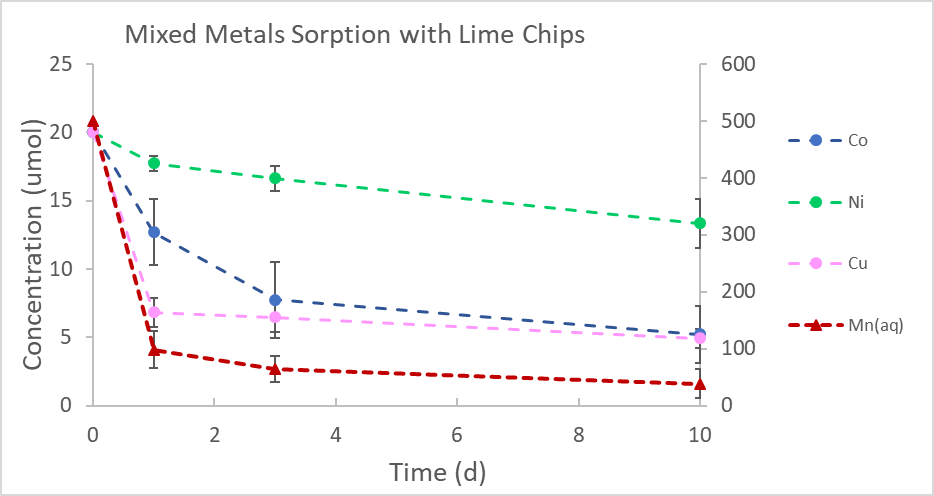 Mixed Metals Sorption with Lime Chips
25
20
15
10
5
0
Concentration (umol)
600
500
400
300
200
100
0
0 2 4 6 8 10
Time (d)
Co
Ni
Cu
Mn(aq)